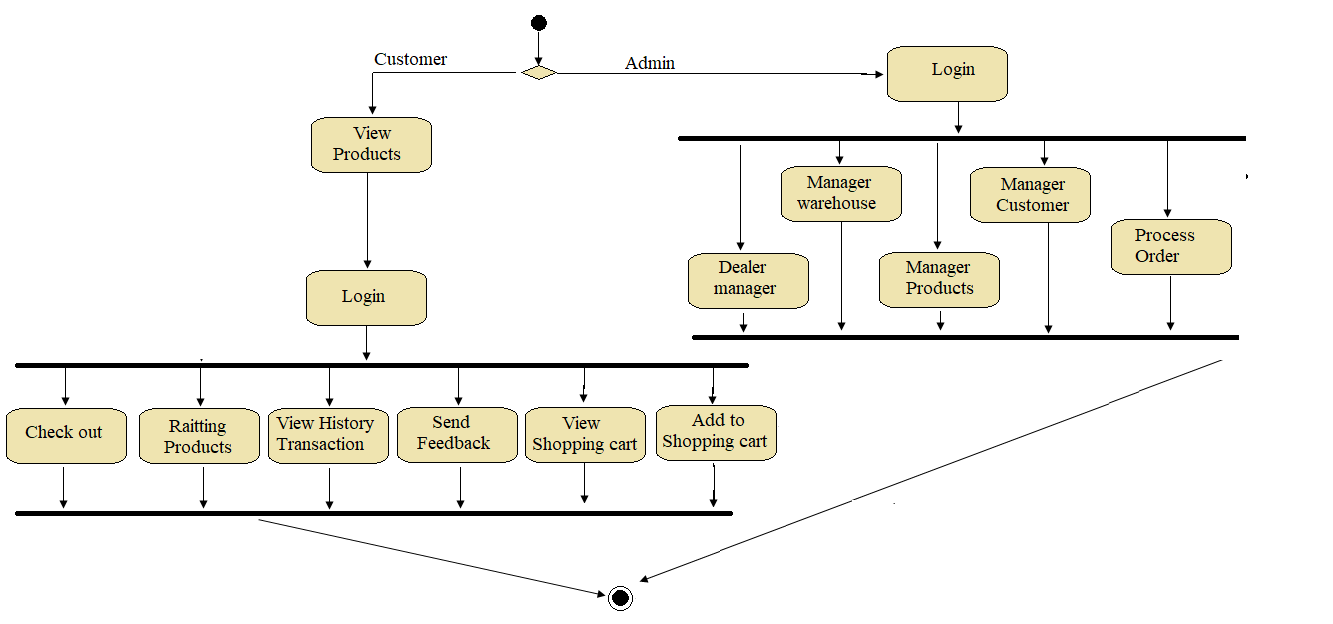 Customer
Admin
Login
View
Products
Manager
warehouse
Manager
Customer
Process
Order
Dealer
manager
Manager
Products
Login
Check out
Raitting
Products
View History
Transaction
Send
Feedback
View
Shopping cart
Add to
Shopping cart